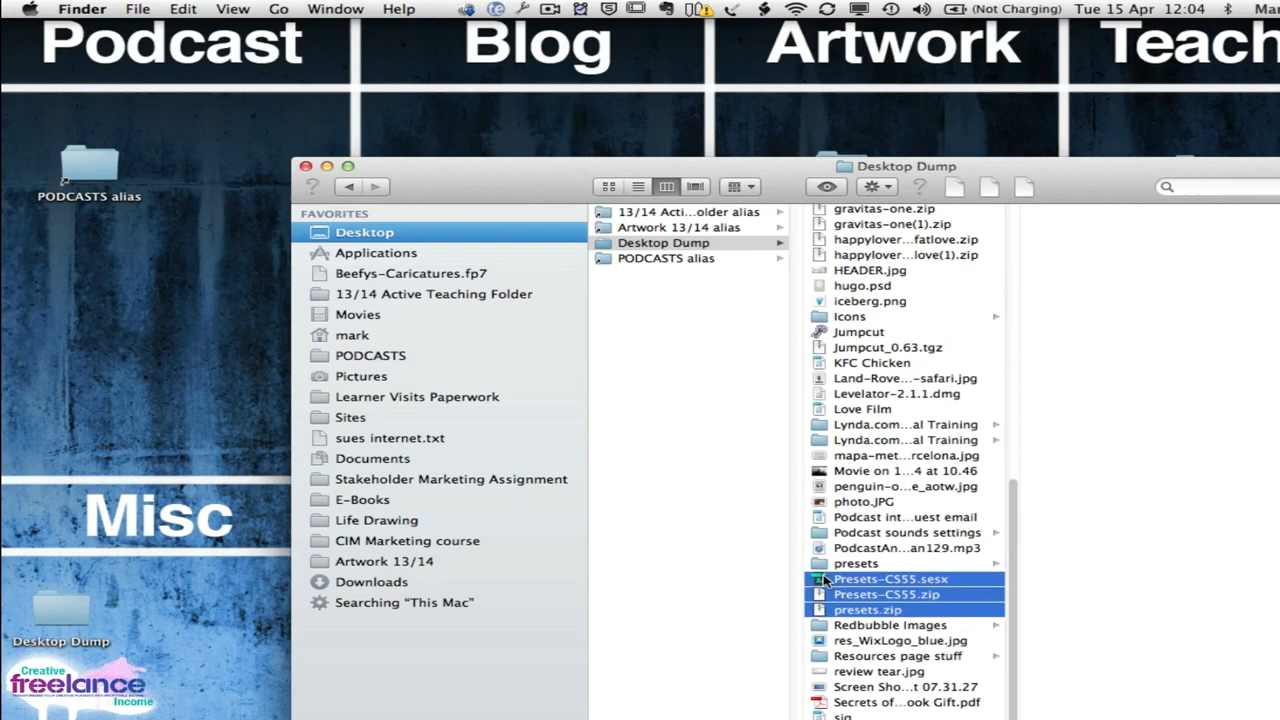 Finder File Edit View Go Window Help (Not Charging) Tue 15 Apr 12:04 Mar
Podcast Blog Artwork Teach
PODCASTS alias
Desktop Dump
FAVORITES
Desktop
Applications
Beefys-Caricatures.fp7
13/14 Active Teaching Folder
Movies
mark
PODCASTS
Pictures
Learner Visits Paperwork
Sites
sues internet.txt
Documents
Stakeholder Marketing Assignment
E-Books
Life Drawing
CIM Marketing course
Artwork 13/14
Downloads
Searching “This Mac”
13/14 Acti...older alias
Artwork 13/14 alias
Desktop Dump
PODCASTS alias
gravitas-one.zip
gravitas-one(1).zip
happylover...fatlove.zip
happylover...love(1).zip
HEADER.jpg
hugo.psd
iceberg.png
Icons
Jumpcut
Jumpcut_0.63.tgz
KFC Chicken
Land-Rove...-safari.jpg
Levelator-2.1.1.dmg
Love Film
Lynda.com...al Training
Lynda.com...al Training
mapa-met...rcelona.jpg
Movie on 1...4 at 10.46
penguin-o...e_aotw.jpg
photo.JPG
Podcast int...uest email
Podcast sounds settings
PodcastAn...an129.mp3
presets
Presets-CS55.sesx
Presets-CS55.zip
presets.zip
Redbubble Images
res_WixLogo_blue.jpg
Resources page stuff
review tear.jpg
Screen Sho...t 07.31.27
Secrets of...ook Gift.pdf
sig
Misc
Desktop Dump
Creative
freelance
Income